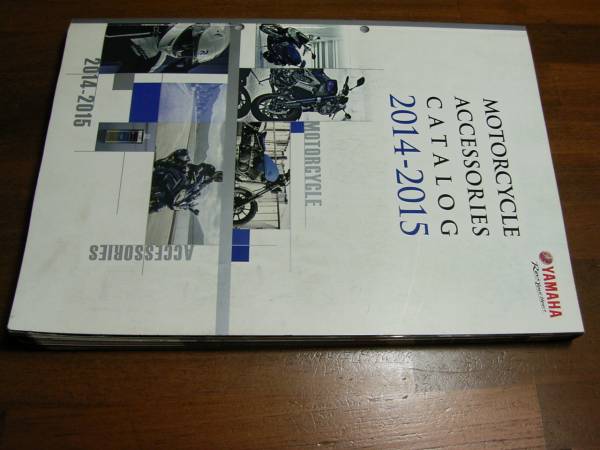 MOTORCYCLE
ACCESSORIES
CATALOG
2014-2015
YAMAHA
Revs Your Heart
MOTORCYCLE
ACCESSORIES
2014-2015